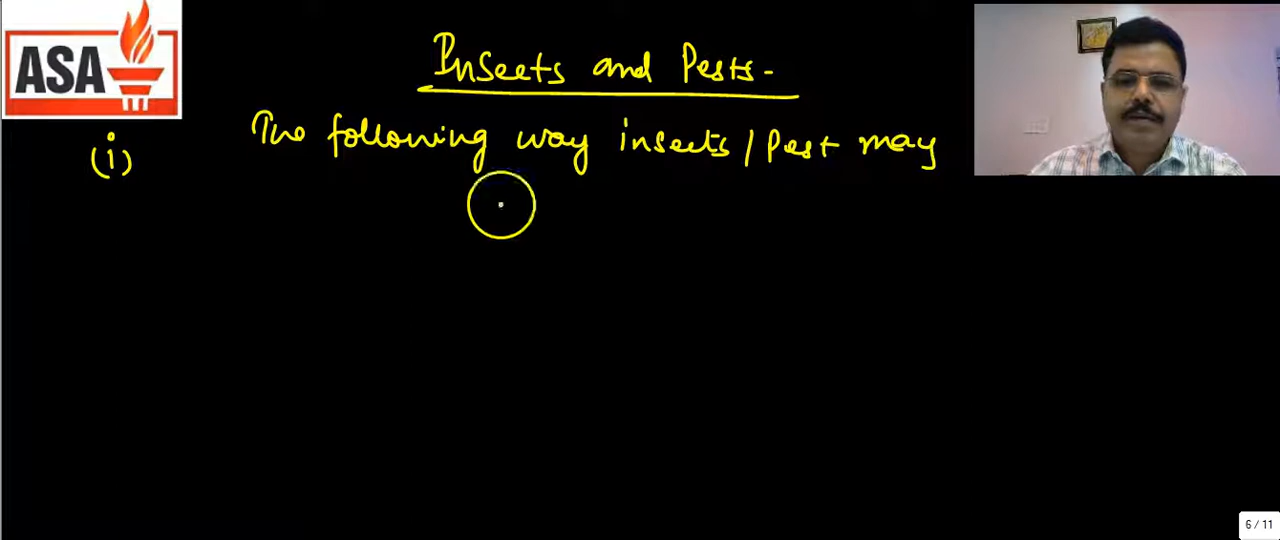 ASA
Insects and Pests-
(i) The following way insects/Pest may
6 / 11